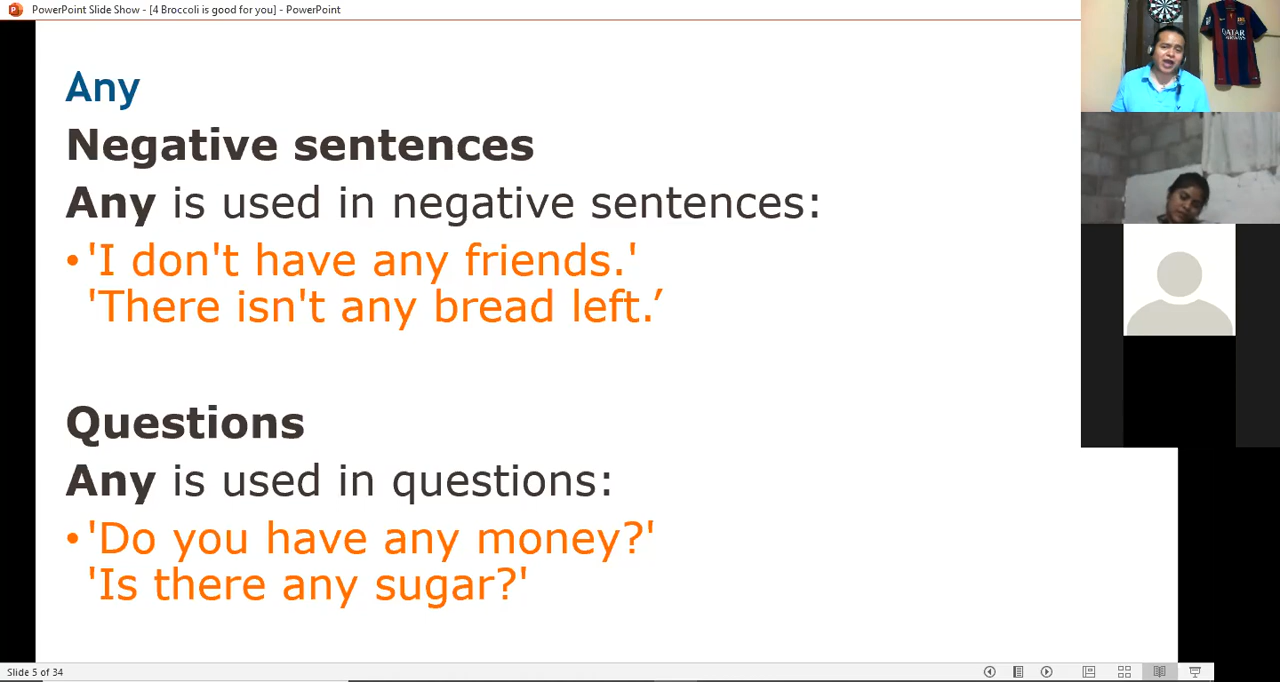 PowerPoint Slide Show - [4 Broccoli is good for you] - PowerPoint
Any
Negative sentences
Any is used in negative sentences:
•'I don't have any friends.'
'There isn't any bread left.’
Questions
Any is used in questions:
•'Do you have any money?'
'Is there any sugar?'
QATAR
AIRWAYS
Slide 5 of 34